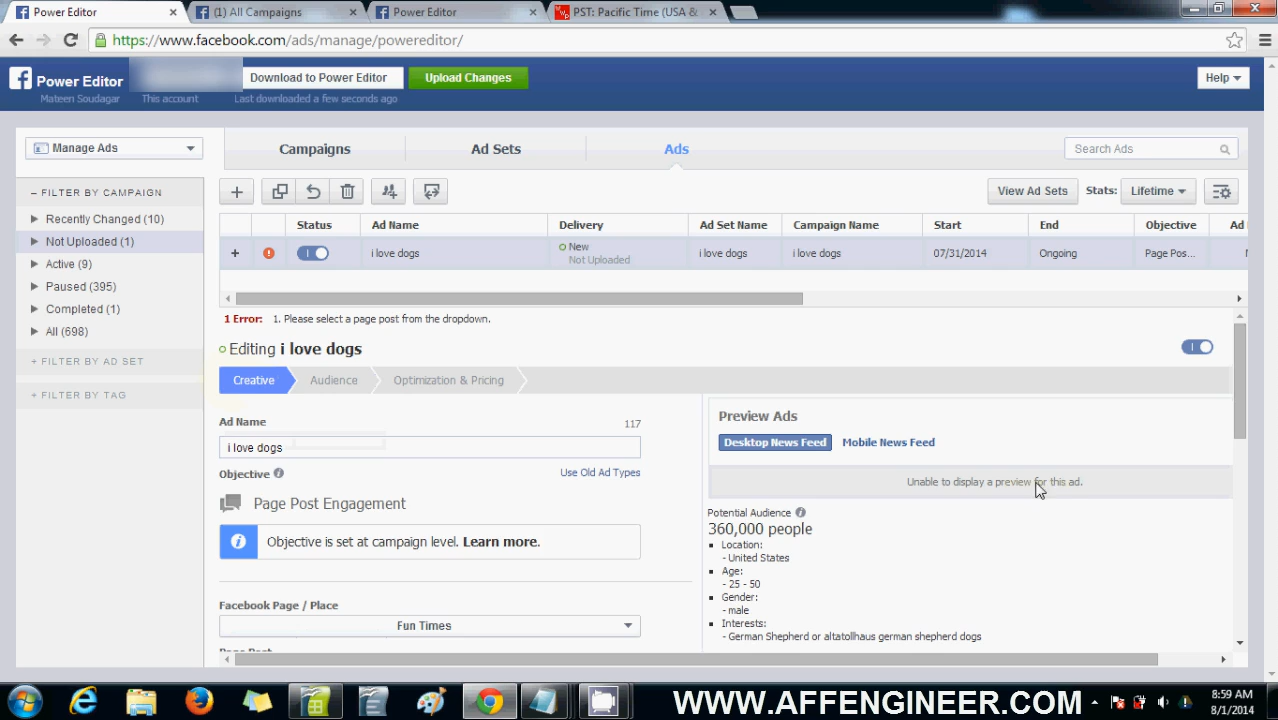 Power Editor
(1) All Campaigns
Power Editor
PST: Pacific Time (USA &
https://www.facebook.com/ads/manage/powereditor/
Power Editor
Download to Power Editor
Upload Changes
Help
Mateen Soudagar
This account
Last downloaded a few seconds ago
Manage Ads
Campaigns
Ad Sets
Ads
Search Ads
– FILTER BY CAMPAIGN
Recently Changed (10)
Not Uploaded (1)
Active (9)
Paused (395)
Completed (1)
All (698)
+ FILTER BY AD SET
+ FILTER BY TAG
View Ad Sets
Stats:
Lifetime
Status
Ad Name
Delivery
Ad Set Name
Campaign Name
Start
End
Objective
Ad I
i love dogs
New
Not Uploaded
i love dogs
i love dogs
07/31/2014
Ongoing
Page Pos...
1 Error: 1. Please select a page post from the dropdown.
Editing i love dogs
Creative
Audience
Optimization & Pricing
Ad Name
117
i love dogs
Objective
Use Old Ad Types
Page Post Engagement
Objective is set at campaign level. Learn more.
Facebook Page / Place
Fun Times
Preview Ads
Desktop News Feed
Mobile News Feed
Unable to display a preview for this ad.
Potential Audience
360,000 people
Location:
- United States
Age:
- 25 - 50
Gender:
- male
Interests:
- German Shepherd or altatollhaus german shepherd dogs
WWW.AFFENGINEER.COM
8:59 AM
8/1/2014